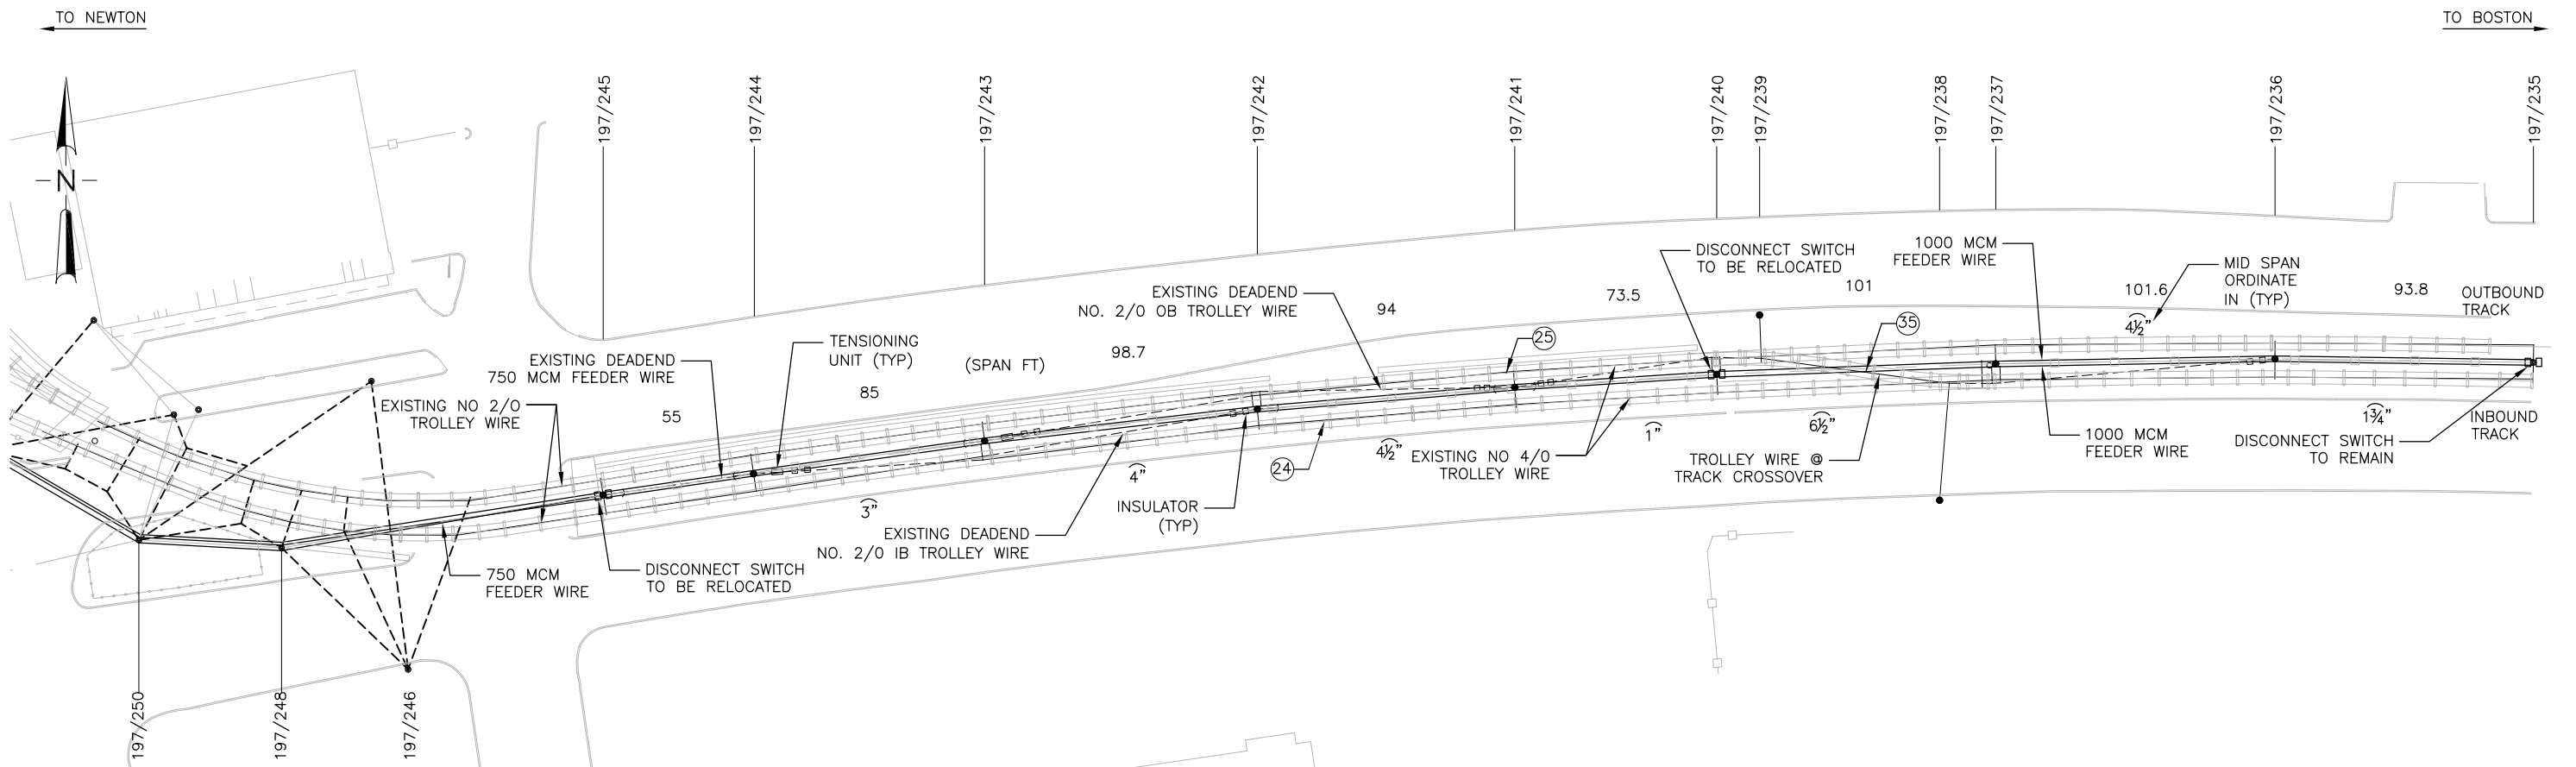 TO NEWTON
TO BOSTON
N
197/245
197/244
197/243
197/242
197/241
197/240
197/239
197/238
197/237
197/236
197/235
DISCONNECT SWITCH
TO BE RELOCATED
1000 MCM
FEEDER WIRE
MID SPAN
ORDINATE
IN (TYP)
EXISTING DEADEND
NO. 2/0 OB TROLLEY WIRE
94
73.5
101
101.6
93.8
OUTBOUND
TRACK
TENSIONING
UNIT (TYP)
(SPAN FT)
98.7
EXISTING DEADEND
750 MCM FEEDER WIRE
85
55
25
35
4½"
EXISTING NO 2/0
TROLLEY WIRE
3"
4"
24
4½"
1"
6½"
1¾"
INBOUND
TRACK
EXISTING NO 4/0
TROLLEY WIRE
TROLLEY WIRE @
TRACK CROSSOVER
1000 MCM
FEEDER WIRE
DISCONNECT SWITCH
TO REMAIN
INSULATOR
(TYP)
EXISTING DEADEND
NO. 2/0 IB TROLLEY WIRE
750 MCM
FEEDER WIRE
DISCONNECT SWITCH
TO BE RELOCATED
197/250
197/248
197/246